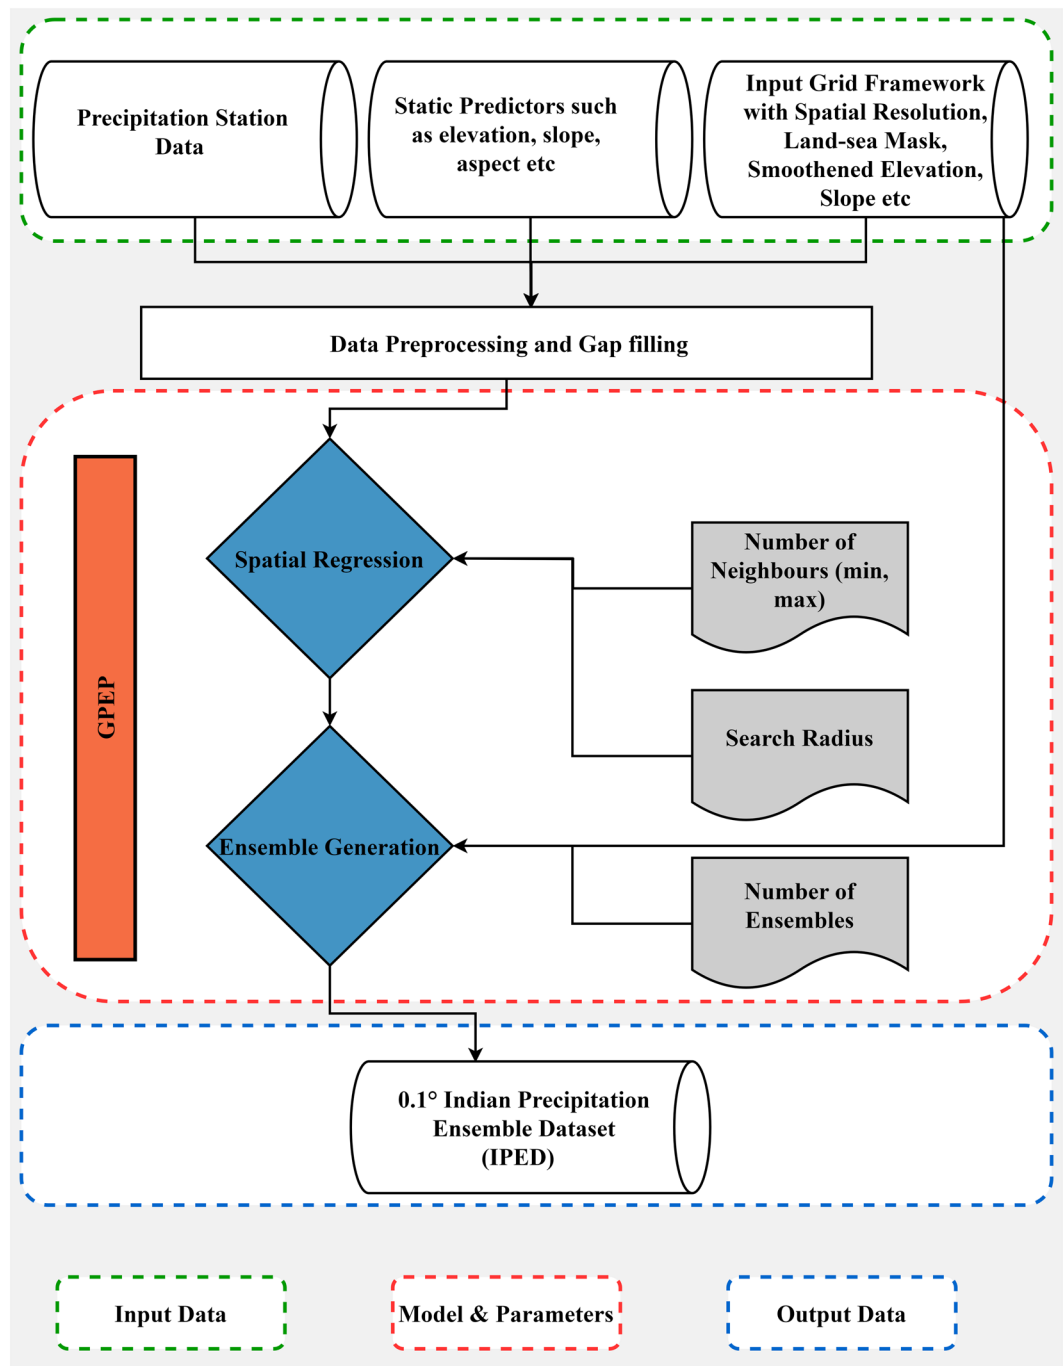 Precipitation Station
Data
Static Predictors such
as elevation, slope,
aspect etc
Input Grid Framework
with Spatial Resolution,
Land-sea Mask,
Smoothened Elevation,
Slope etc
Data Preprocessing and Gap filling
GPEP
Spatial Regression
Number of
Neighbours (min,
max)
Search Radius
Ensemble Generation
Number of
Ensembles
0.1° Indian Precipitation
Ensemble Dataset
(IPED)
Input Data
Model & Parameters
Output Data